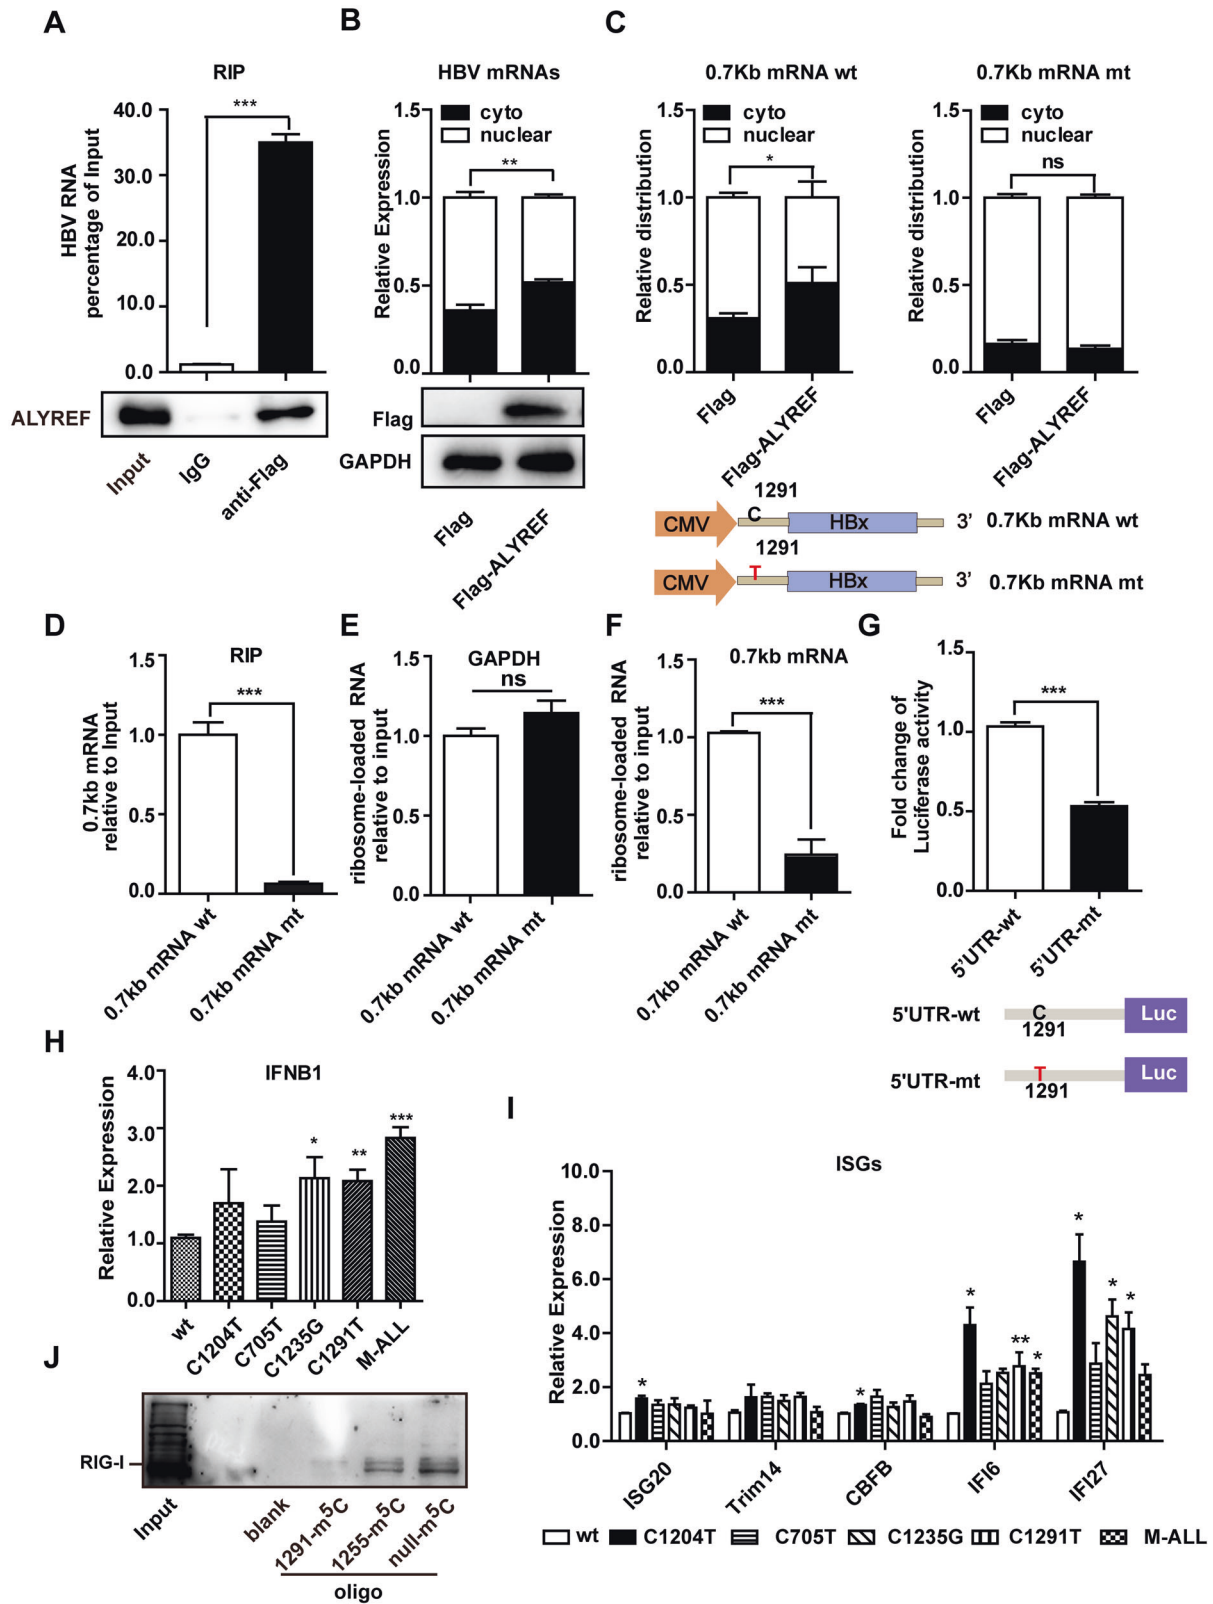 A
RIP
40.0
30.0
20.0
10.0
0.0
HBV RNA
percentage of Input
***
ALYREF
Input
IgG
anti-Flag
B
HBV mRNAs
1.5
1.0
0.5
0.0
Relative Expression
cyto
nuclear
**
Flag
GAPDH
Flag
Flag-ALYREF
C
0.7Kb mRNA wt
1.5
1.0
0.5
0.0
Relative distribution
cyto
nuclear
*
Flag
Flag-ALYREF
0.7Kb mRNA mt
1.5
1.0
0.5
0.0
Relative distribution
cyto
nuclear
ns
Flag
Flag-ALYREF
1291
CMV
C
HBx
3’
0.7Kb mRNA wt
1291
CMV
T
HBx
3’
0.7Kb mRNA mt
D
RIP
1.5
1.0
0.5
0.0
0.7kb mRNA
relative to Input
***
0.7kb mRNA wt
0.7kb mRNA mt
E
GAPDH
ns
1.5
1.0
0.5
0.0
ribosome-loaded RNA
relative to input
0.7kb mRNA wt
0.7kb mRNA mt
F
0.7kb mRNA
1.5
1.0
0.5
0.0
ribosome-loaded RNA
relative to input
***
0.7kb mRNA wt
0.7kb mRNA mt
G
1.5
1.0
0.5
0.0
Fold change of
Luciferase activity
***
5’UTR-wt
5’UTR-mt
5’UTR-wt
C
1291
Luc
5'UTR-mt
T
1291
Luc
H
IFNB1
4.0
3.0
2.0
1.0
0.0
Relative Expression
*
**
***
wt
C1204T
C705T
C1235G
C1291T
M-ALL
I
ISGs
10.0
8.0
6.0
4.0
2.0
0.0
Relative Expression
*
*
*
**
*
*
*
*
ISG20
Trim14
CBFB
IFI6
IFI27
wt
C1204T
C705T
C1235G
C1291T
M-ALL
J
RIG-I
Input
blank
1291-m⁵C
1255-m⁵C
null-m⁵C
oligo